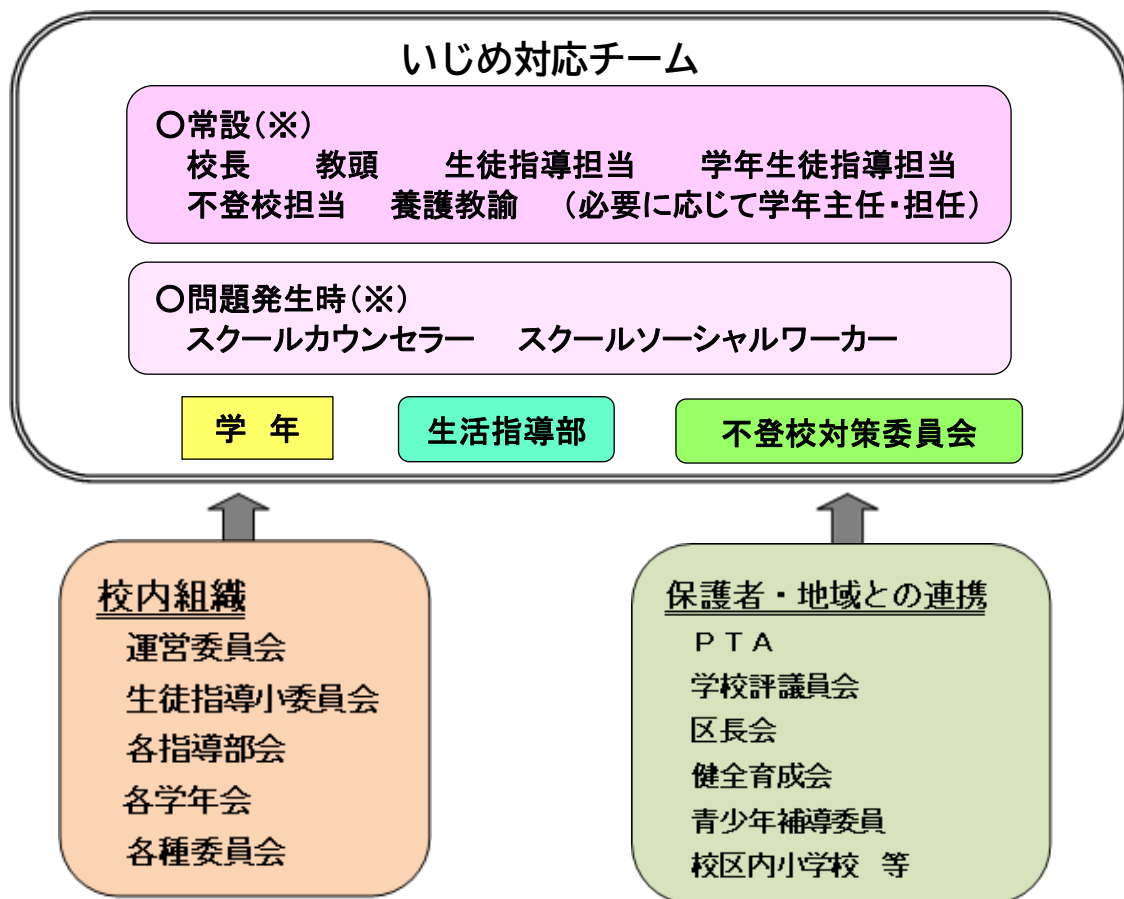 いじめ対応チーム
○常設（※）
校長　教頭　生徒指導担当　学年生徒指導担当
不登校担当　養護教諭　（必要に応じて学年主任・担任）
○問題発生時（※）
スクールカウンセラー　スクールソーシャルワーカー
学　年
生活指導部
不登校対策委員会
校内組織
運営委員会
生徒指導小委員会
各指導部会
各学年会
各種委員会
保護者・地域との連携
ＰＴＡ
学校評議員会
区長会
健全育成会
青少年補導委員
校区内小学校　等